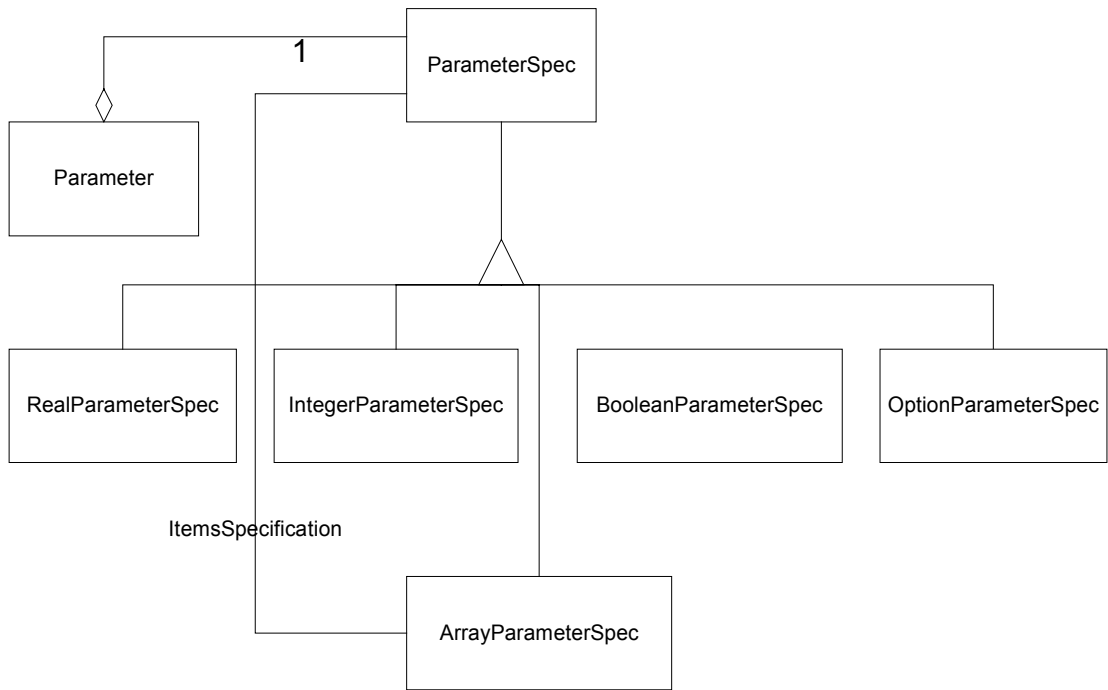 1
ParameterSpec
Parameter
RealParameterSpec
IntegerParameterSpec
BooleanParameterSpec
OptionParameterSpec
ItemsSpecification
ArrayParameterSpec